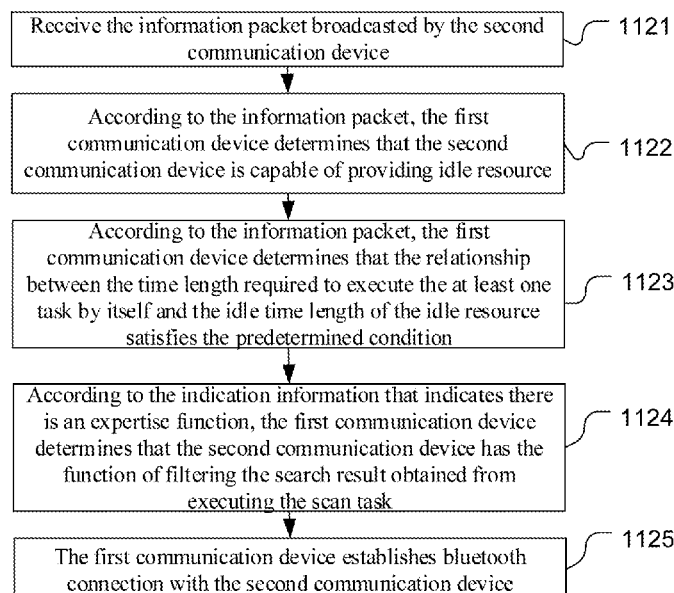 Receive the information packet broadcasted by the second
communication device
1121
According to the information packet, the first
communication device determines that the second
communication device is capable of providing idle resource
1122
According to the information packet, the first
communication device determines that the relationship
between the time length required to execute the at least one
task by itself and the idle time length of the idle resource
satisfies the predetermined condition
1123
According to the indication information that indicates there
is an expertise function, the first communication device
determines that the second communication device has the
function of filtering the search result obtained from
executing the scan task
1124
The first communication device establishes bluetooth
connection with the second communication device
1125